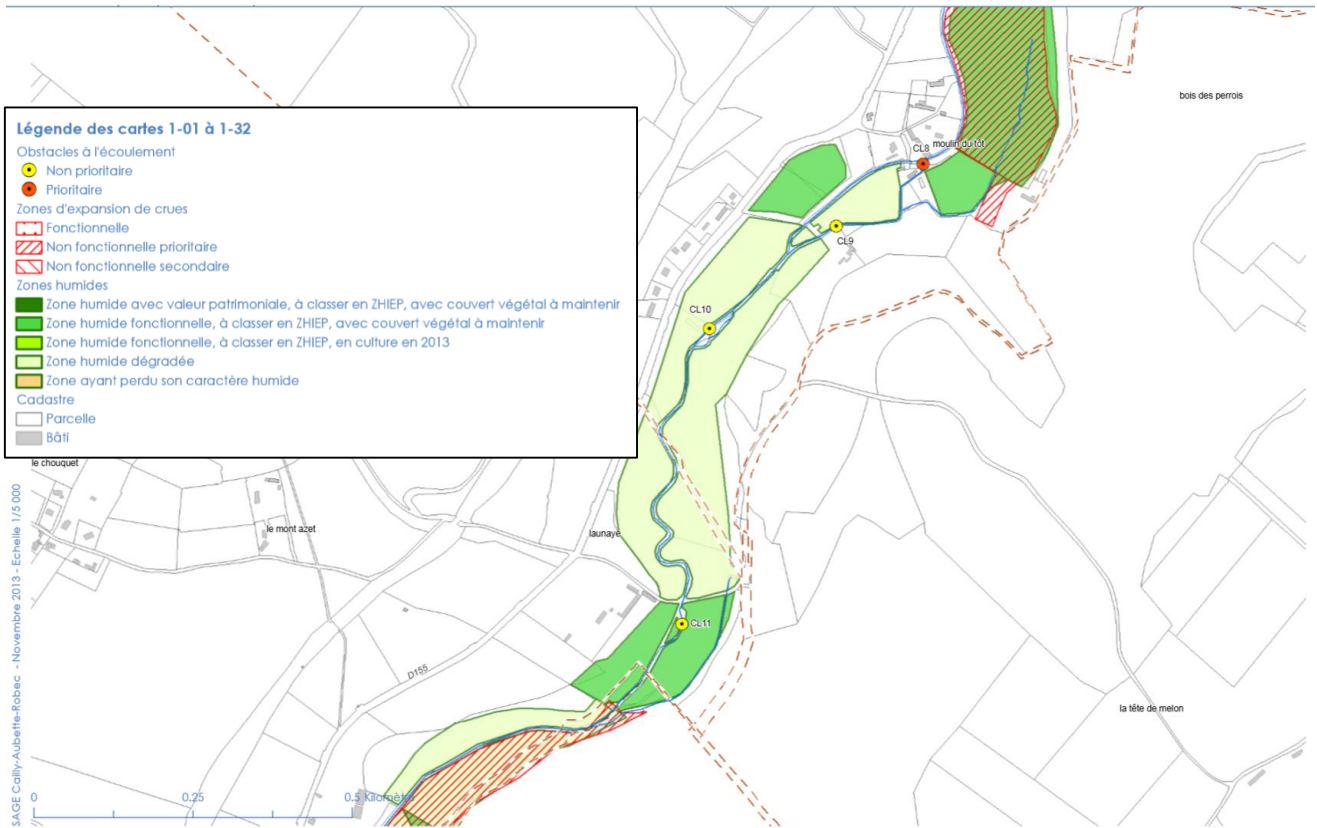 bois des perrois
Légende des cartes 1-01 à 1-32
Obstacles à l'écoulement
Non prioritaire
Prioritaire
Zones d'expansion de crues
Fonctionnelle
Non fonctionnelle prioritaire
Non fonctionnelle secondaire
Zones humides
Zone humide avec valeur patrimoniale, à classer en ZHIEP, avec couvert végétal à maintenir
Zone humide fonctionnelle, à classer en ZHIEP, avec couvert végétal à maintenir
Zone humide fonctionnelle, à classer en ZHIEP, en culture en 2013
Zone humide dégradée
Zone ayant perdu son caractère humide
Cadastre
Parcelle
Bâti
CL8
moulin du tôt
CL9
CL10
le chouquet
le mont azet
launaye
CL11
D155
la tête de melon
SAGE Cailly-Aubette-Robec - Novembre 2013 - Echelle 1/5 000
0
0.25
0.5 Kilomètre